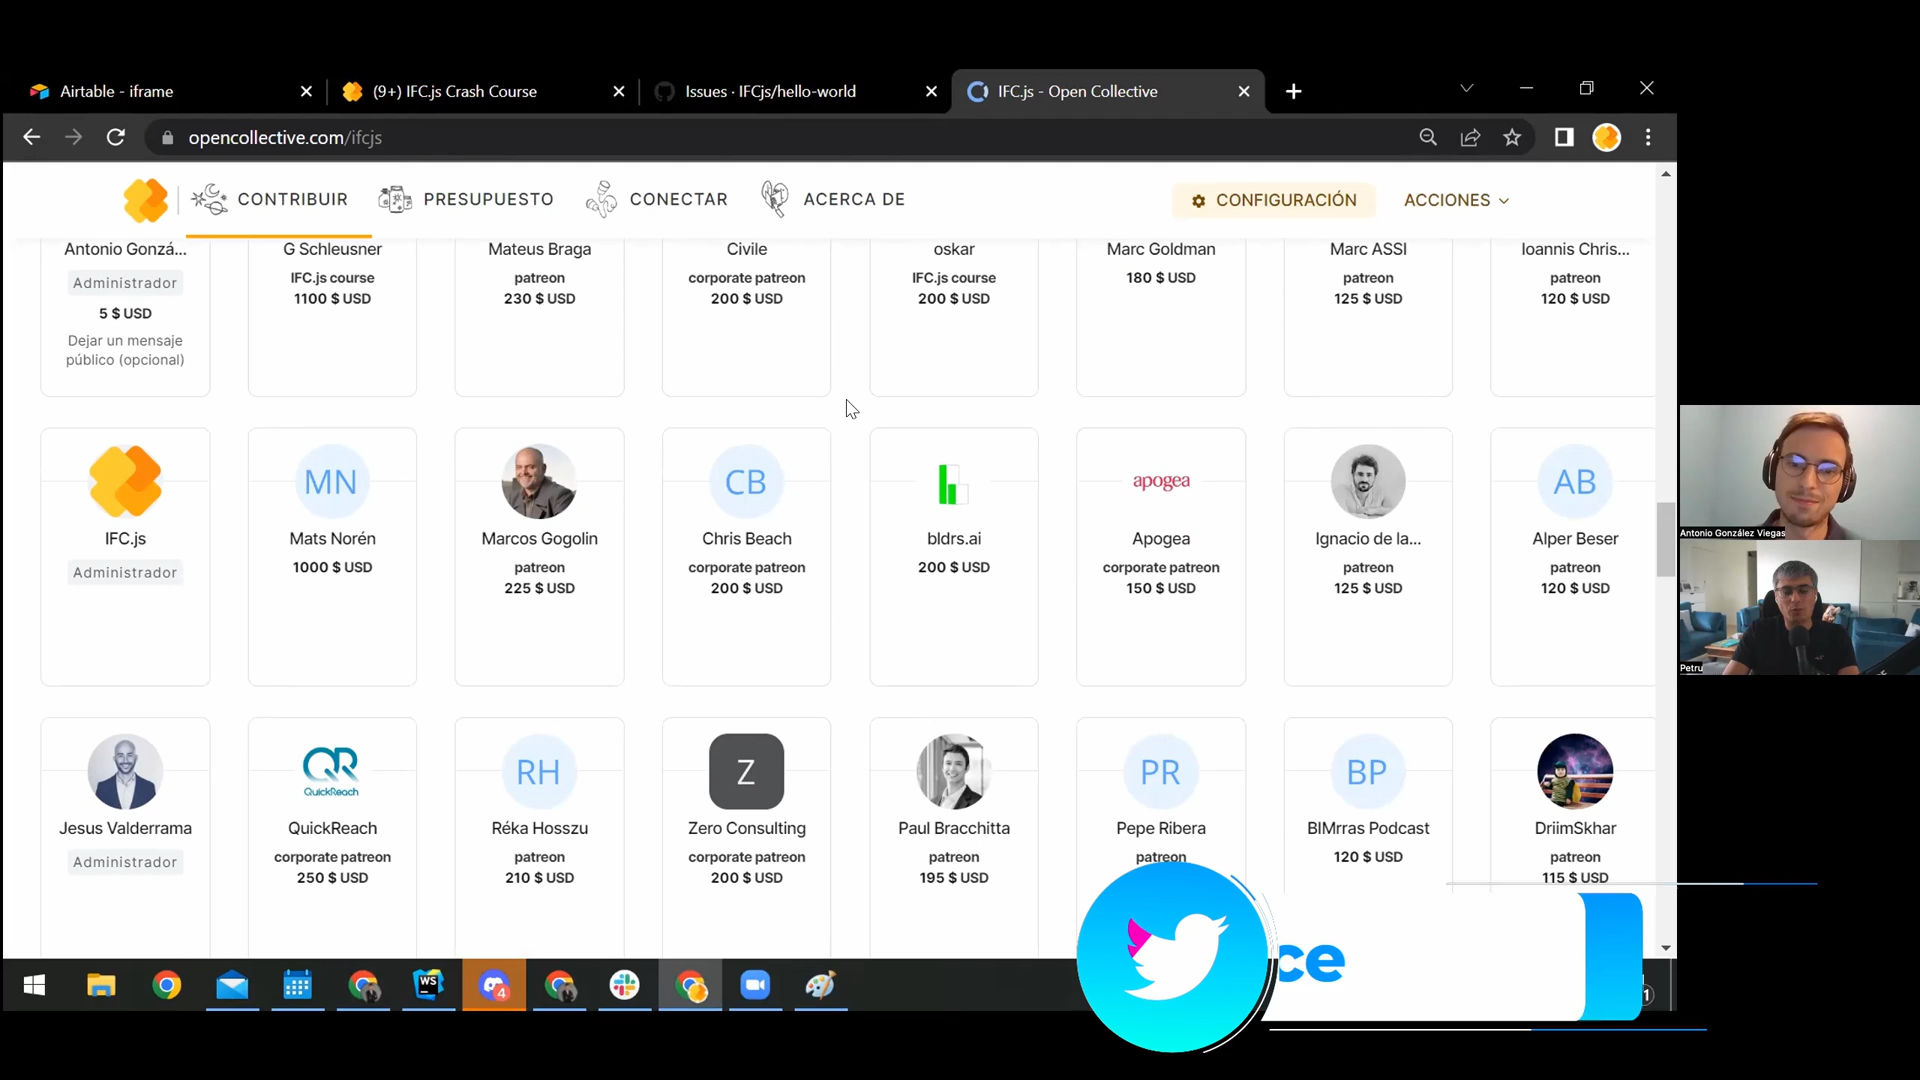 Airtable - iframe
(9+) IFC.js Crash Course
Issues · IFCjs/hello-world
IFC.js - Open Collective
opencollective.com/ifcjs
CONTRIBUIR
PRESUPUESTO
CONECTAR
ACERCA DE
CONFIGURACIÓN
ACCIONES
Antonio Gonzá...
Administrador
5 $ USD
Dejar un mensaje
público (opcional)
G Schleusner
IFC.js course
1100 $ USD
Mateus Braga
patreon
230 $ USD
Civile
corporate patreon
200 $ USD
oskar
IFC.js course
200 $ USD
Marc Goldman
180 $ USD
Marc ASSI
patreon
125 $ USD
Ioannis Chris...
patreon
120 $ USD
IFC.js
Administrador
MN
Mats Norén
1000 $ USD
Marcos Gogolin
patreon
225 $ USD
CB
Chris Beach
corporate patreon
200 $ USD
bldrs.ai
200 $ USD
apogea
Apogea
corporate patreon
150 $ USD
Ignacio de la...
patreon
125 $ USD
AB
Alper Beser
patreon
120 $ USD
Antonio González Viegas
Petru
Jesus Valderrama
Administrador
QR
QuickReach
QuickReach
corporate patreon
250 $ USD
RH
Réka Hosszu
patreon
210 $ USD
Z
Zero Consulting
corporate patreon
200 $ USD
Paul Bracchitta
patreon
195 $ USD
PR
Pepe Ribera
patreon
BP
BIMrras Podcast
120 $ USD
DriimSkhar
patreon
115 $ USD
WS
4
ce
1